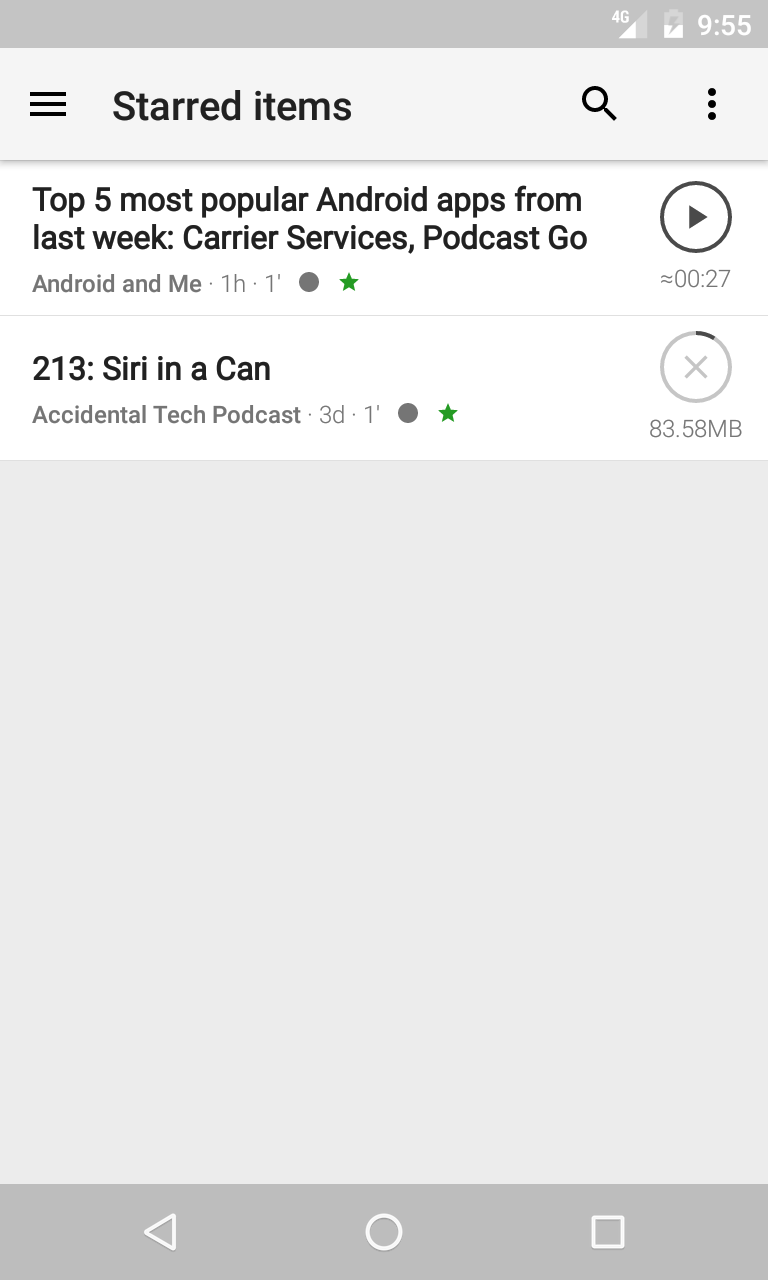 4G 9:55
Starred items
Top 5 most popular Android apps from
last week: Carrier Services, Podcast Go
Android and Me · 1h · 1'
≈00:27
213: Siri in a Can
Accidental Tech Podcast · 3d · 1'
83.58MB